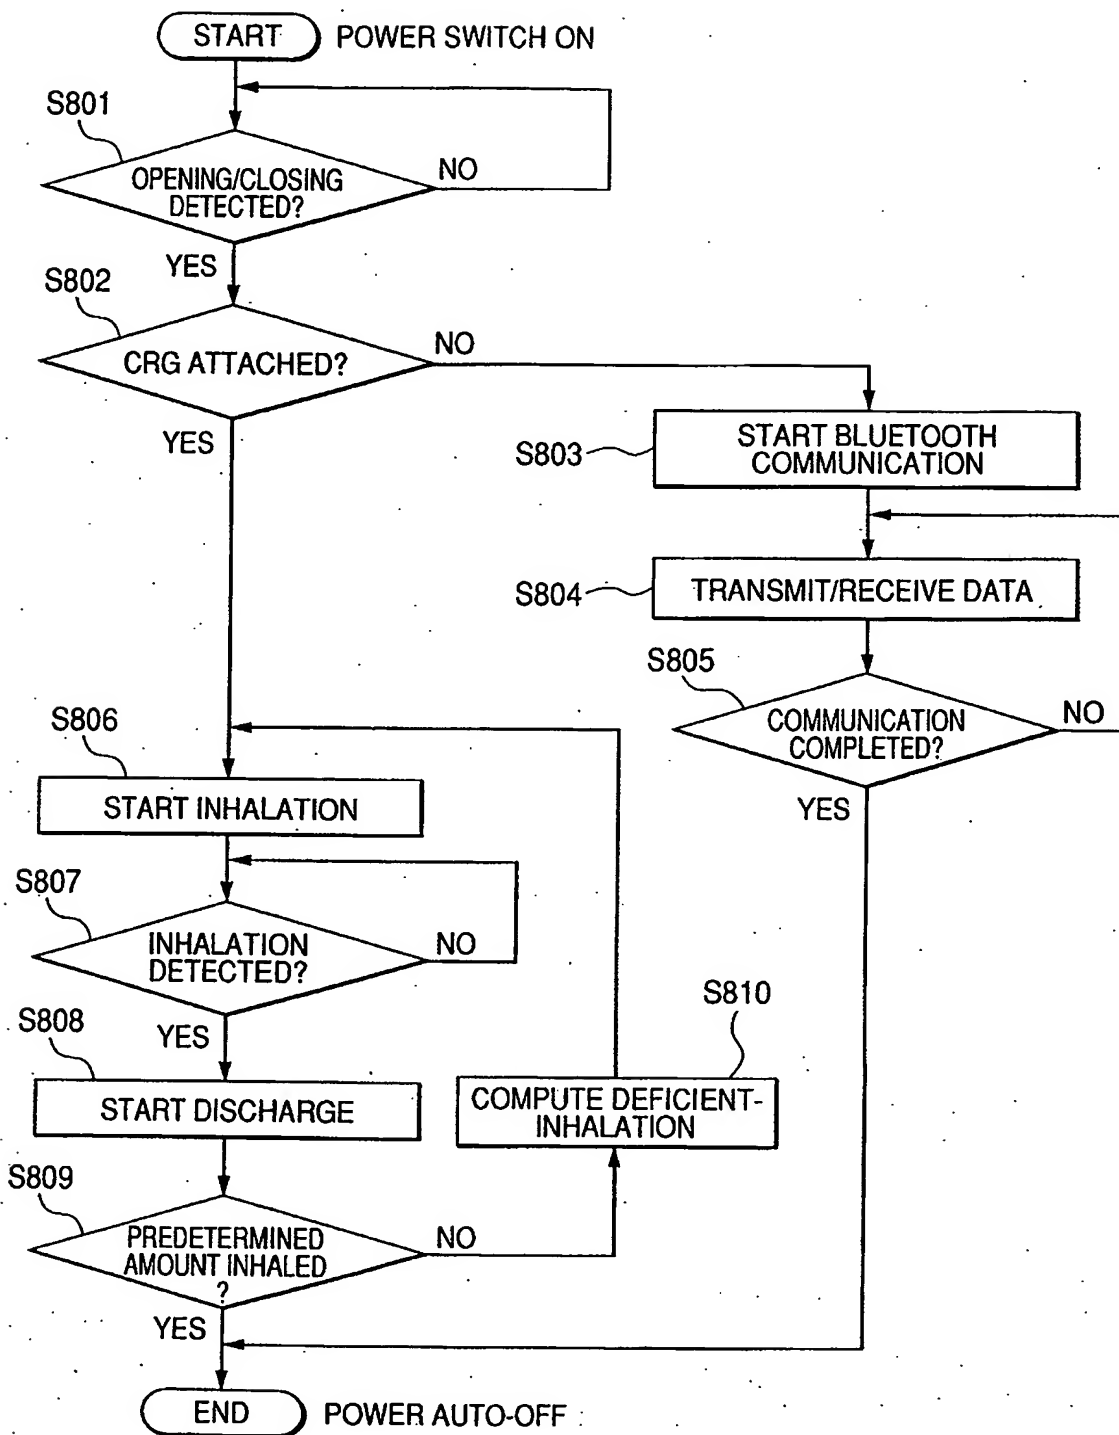 START POWER SWITCH ON
S801
OPENING/CLOSING
DETECTED?
NO
YES
S802
CRG ATTACHED?
NO
YES
S803
START BLUETOOTH
COMMUNICATION
S804
TRANSMIT/RECEIVE DATA
S805
COMMUNICATION
COMPLETED?
NO
YES
S806
START INHALATION
S807
INHALATION
DETECTED?
NO
YES
S808
START DISCHARGE
S810
COMPUTE DEFICIENT-
INHALATION
S809
PREDETERMINED
AMOUNT INHALED
?
NO
YES
END POWER AUTO-OFF